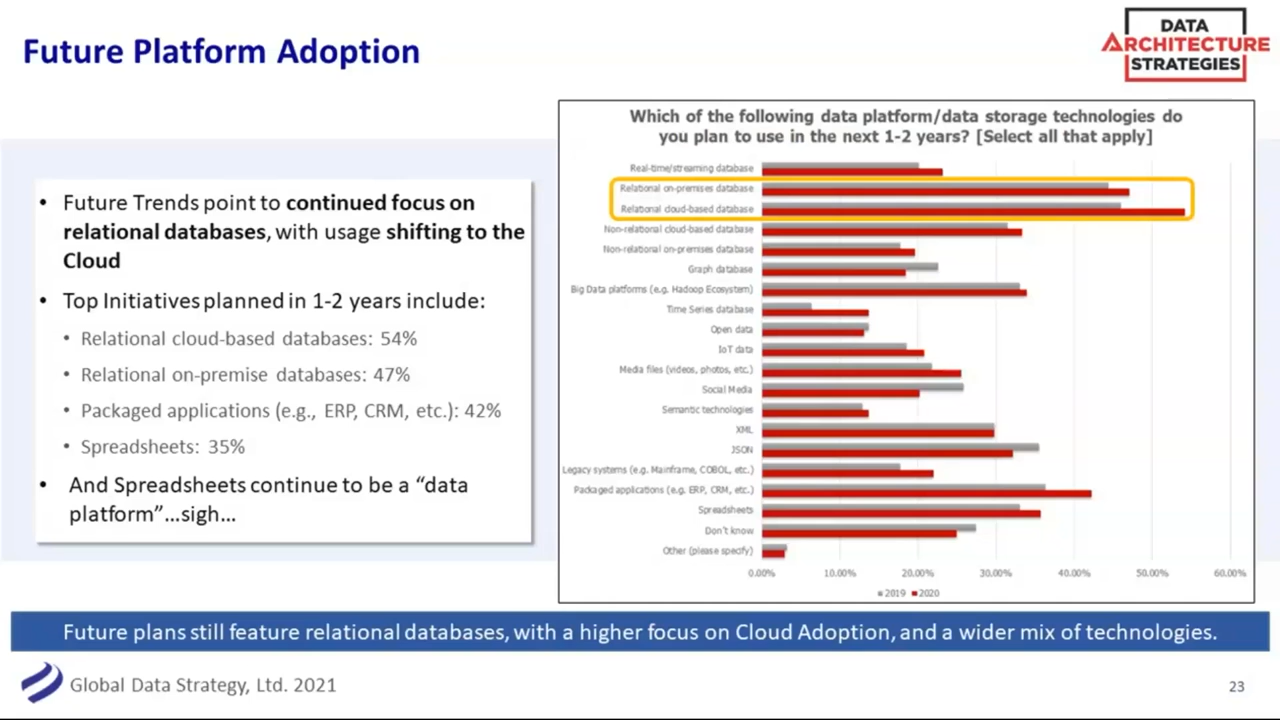 Future Platform Adoption
DATA
ARCHITECTURE
STRATEGIES
• Future Trends point to continued focus on
relational databases, with usage shifting to the
Cloud
• Top Initiatives planned in 1-2 years include:
• Relational cloud-based databases: 54%
• Relational on-premise databases: 47%
• Packaged applications (e.g., ERP, CRM, etc.): 42%
• Spreadsheets: 35%
• And Spreadsheets continue to be a “data
platform”...sigh...
Which of the following data platform/data storage technologies do
you plan to use in the next 1-2 years? [Select all that apply]
Real-time/streaming database
Relational on-premises database
Relational cloud-based database
Non-relational cloud-based database
Non-relational on-premises database
Graph database
Big Data platforms (e.g. Hadoop Ecosystem)
Time Series database
Open data
IoT data
Media files (videos, photos, etc.)
Social Media
Semantic technologies
XML
JSON
Legacy systems (e.g. Mainframe, COBOL, etc.)
Packaged applications (e.g. ERP, CRM, etc.)
Spreadsheets
Don't know
Other (please specify)
0.00% 10.00% 20.00% 30.00% 40.00% 50.00% 60.00%
2019 2020
Future plans still feature relational databases, with a higher focus on Cloud Adoption, and a wider mix of technologies.
Global Data Strategy, Ltd. 2021
23